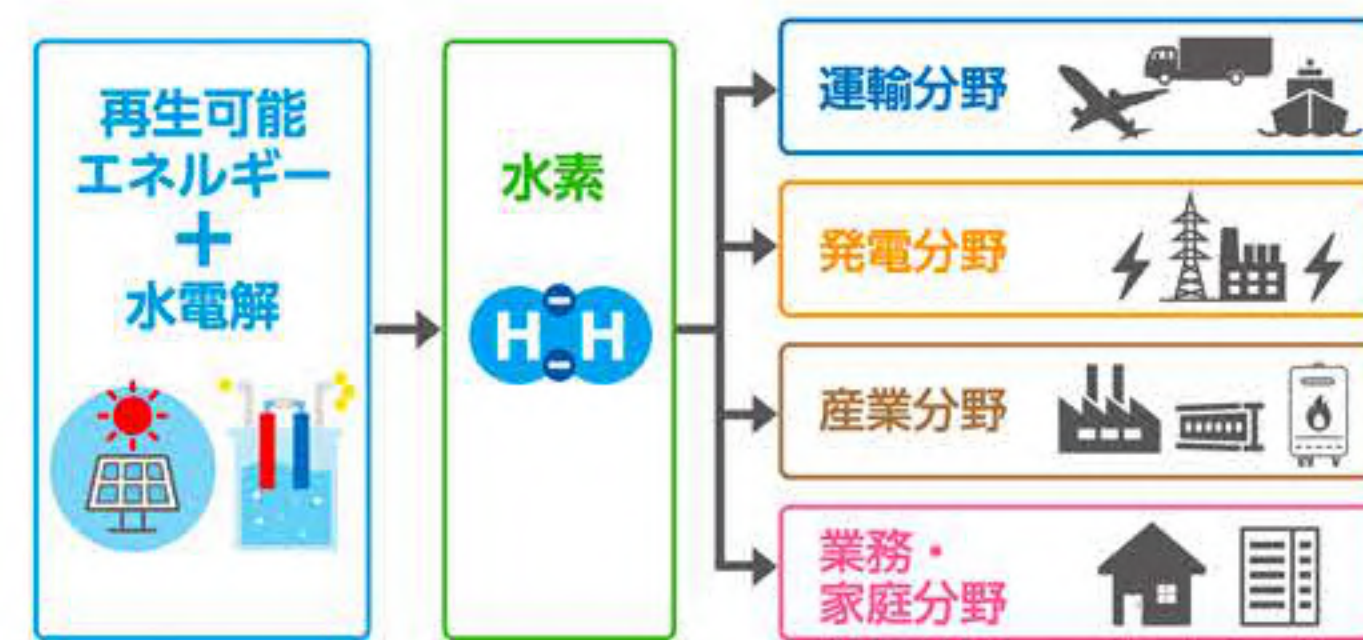 再生可能
エネルギー
+
水電解
水素
H H
運輸分野
発電分野
産業分野
業務・
家庭分野